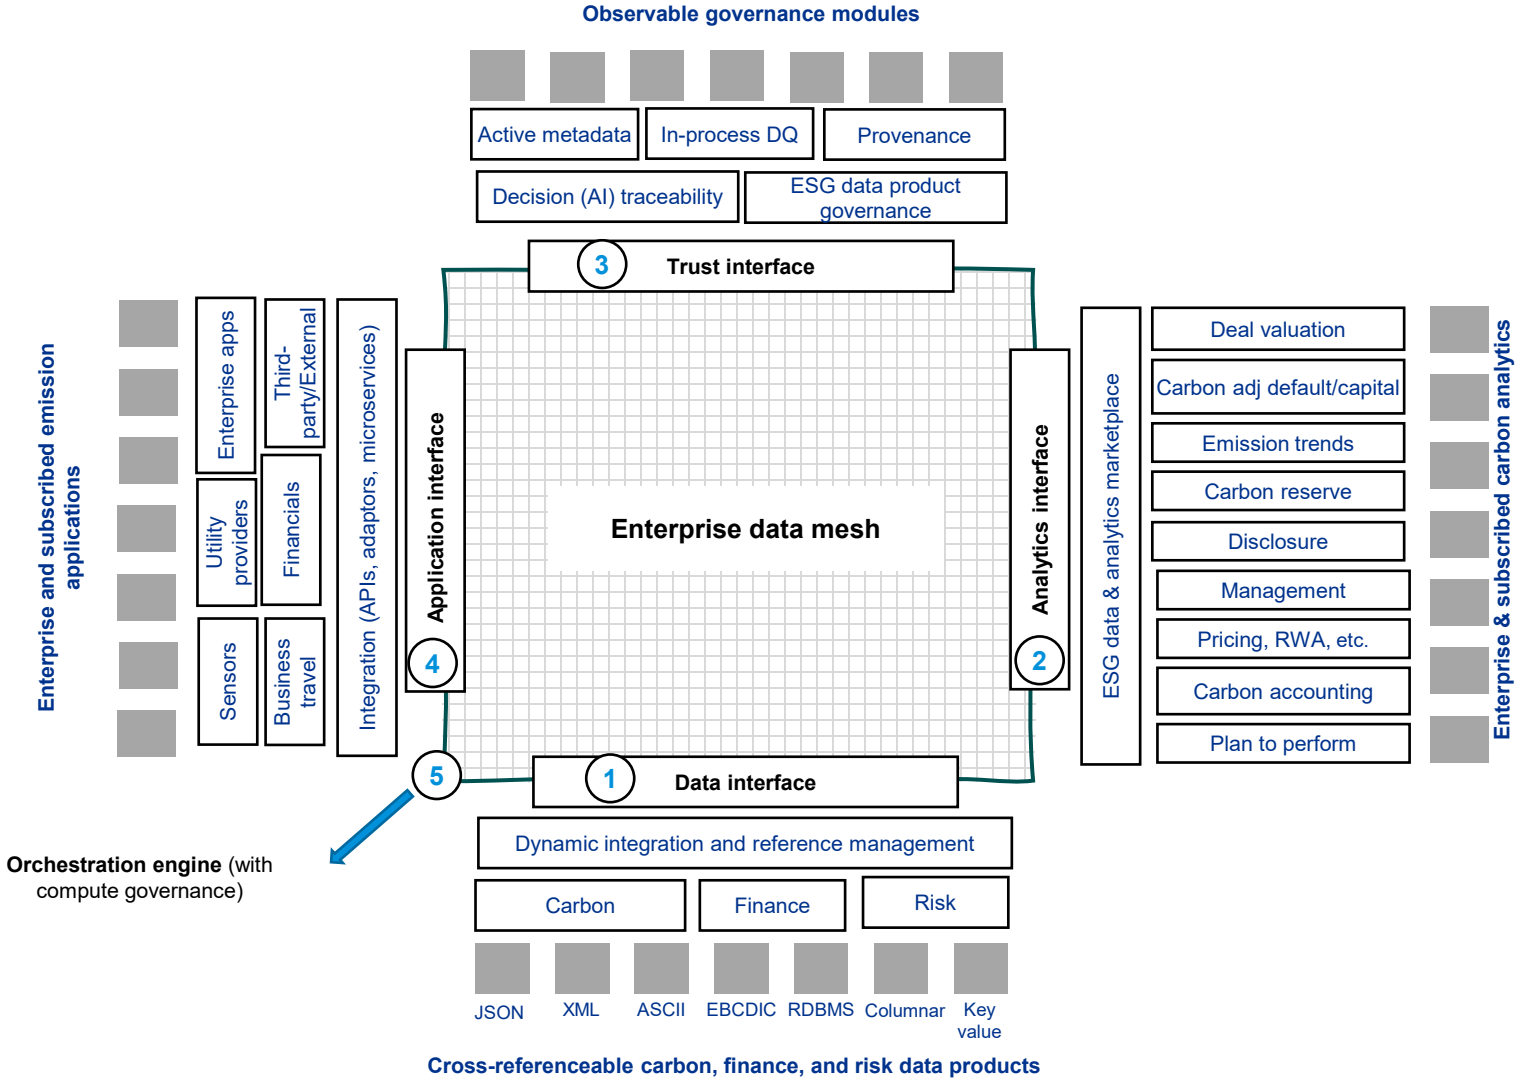 Observable governance modules
Active metadata
In-process DQ
Provenance
Decision (AI) traceability
ESG data product
governance
3
Trust interface
Enterprise and subscribed emission
applications
Enterprise apps
Third-
party/External
Utility
providers
Financials
Sensors
Business
travel
Integration (APIs, adaptors, microservices)
Application interface
4
Enterprise data mesh
Analytics interface
2
ESG data & analytics marketplace
Deal valuation
Carbon adj default/capital
Emission trends
Carbon reserve
Disclosure
Management
Pricing, RWA, etc.
Carbon accounting
Plan to perform
Enterprise & subscribed carbon analytics
5
1
Data interface
Orchestration engine (with
compute governance)
Dynamic integration and reference management
Carbon
Finance
Risk
JSON
XML
ASCII
EBCDIC
RDBMS
Columnar
Key
value
Cross-referenceable carbon, finance, and risk data products